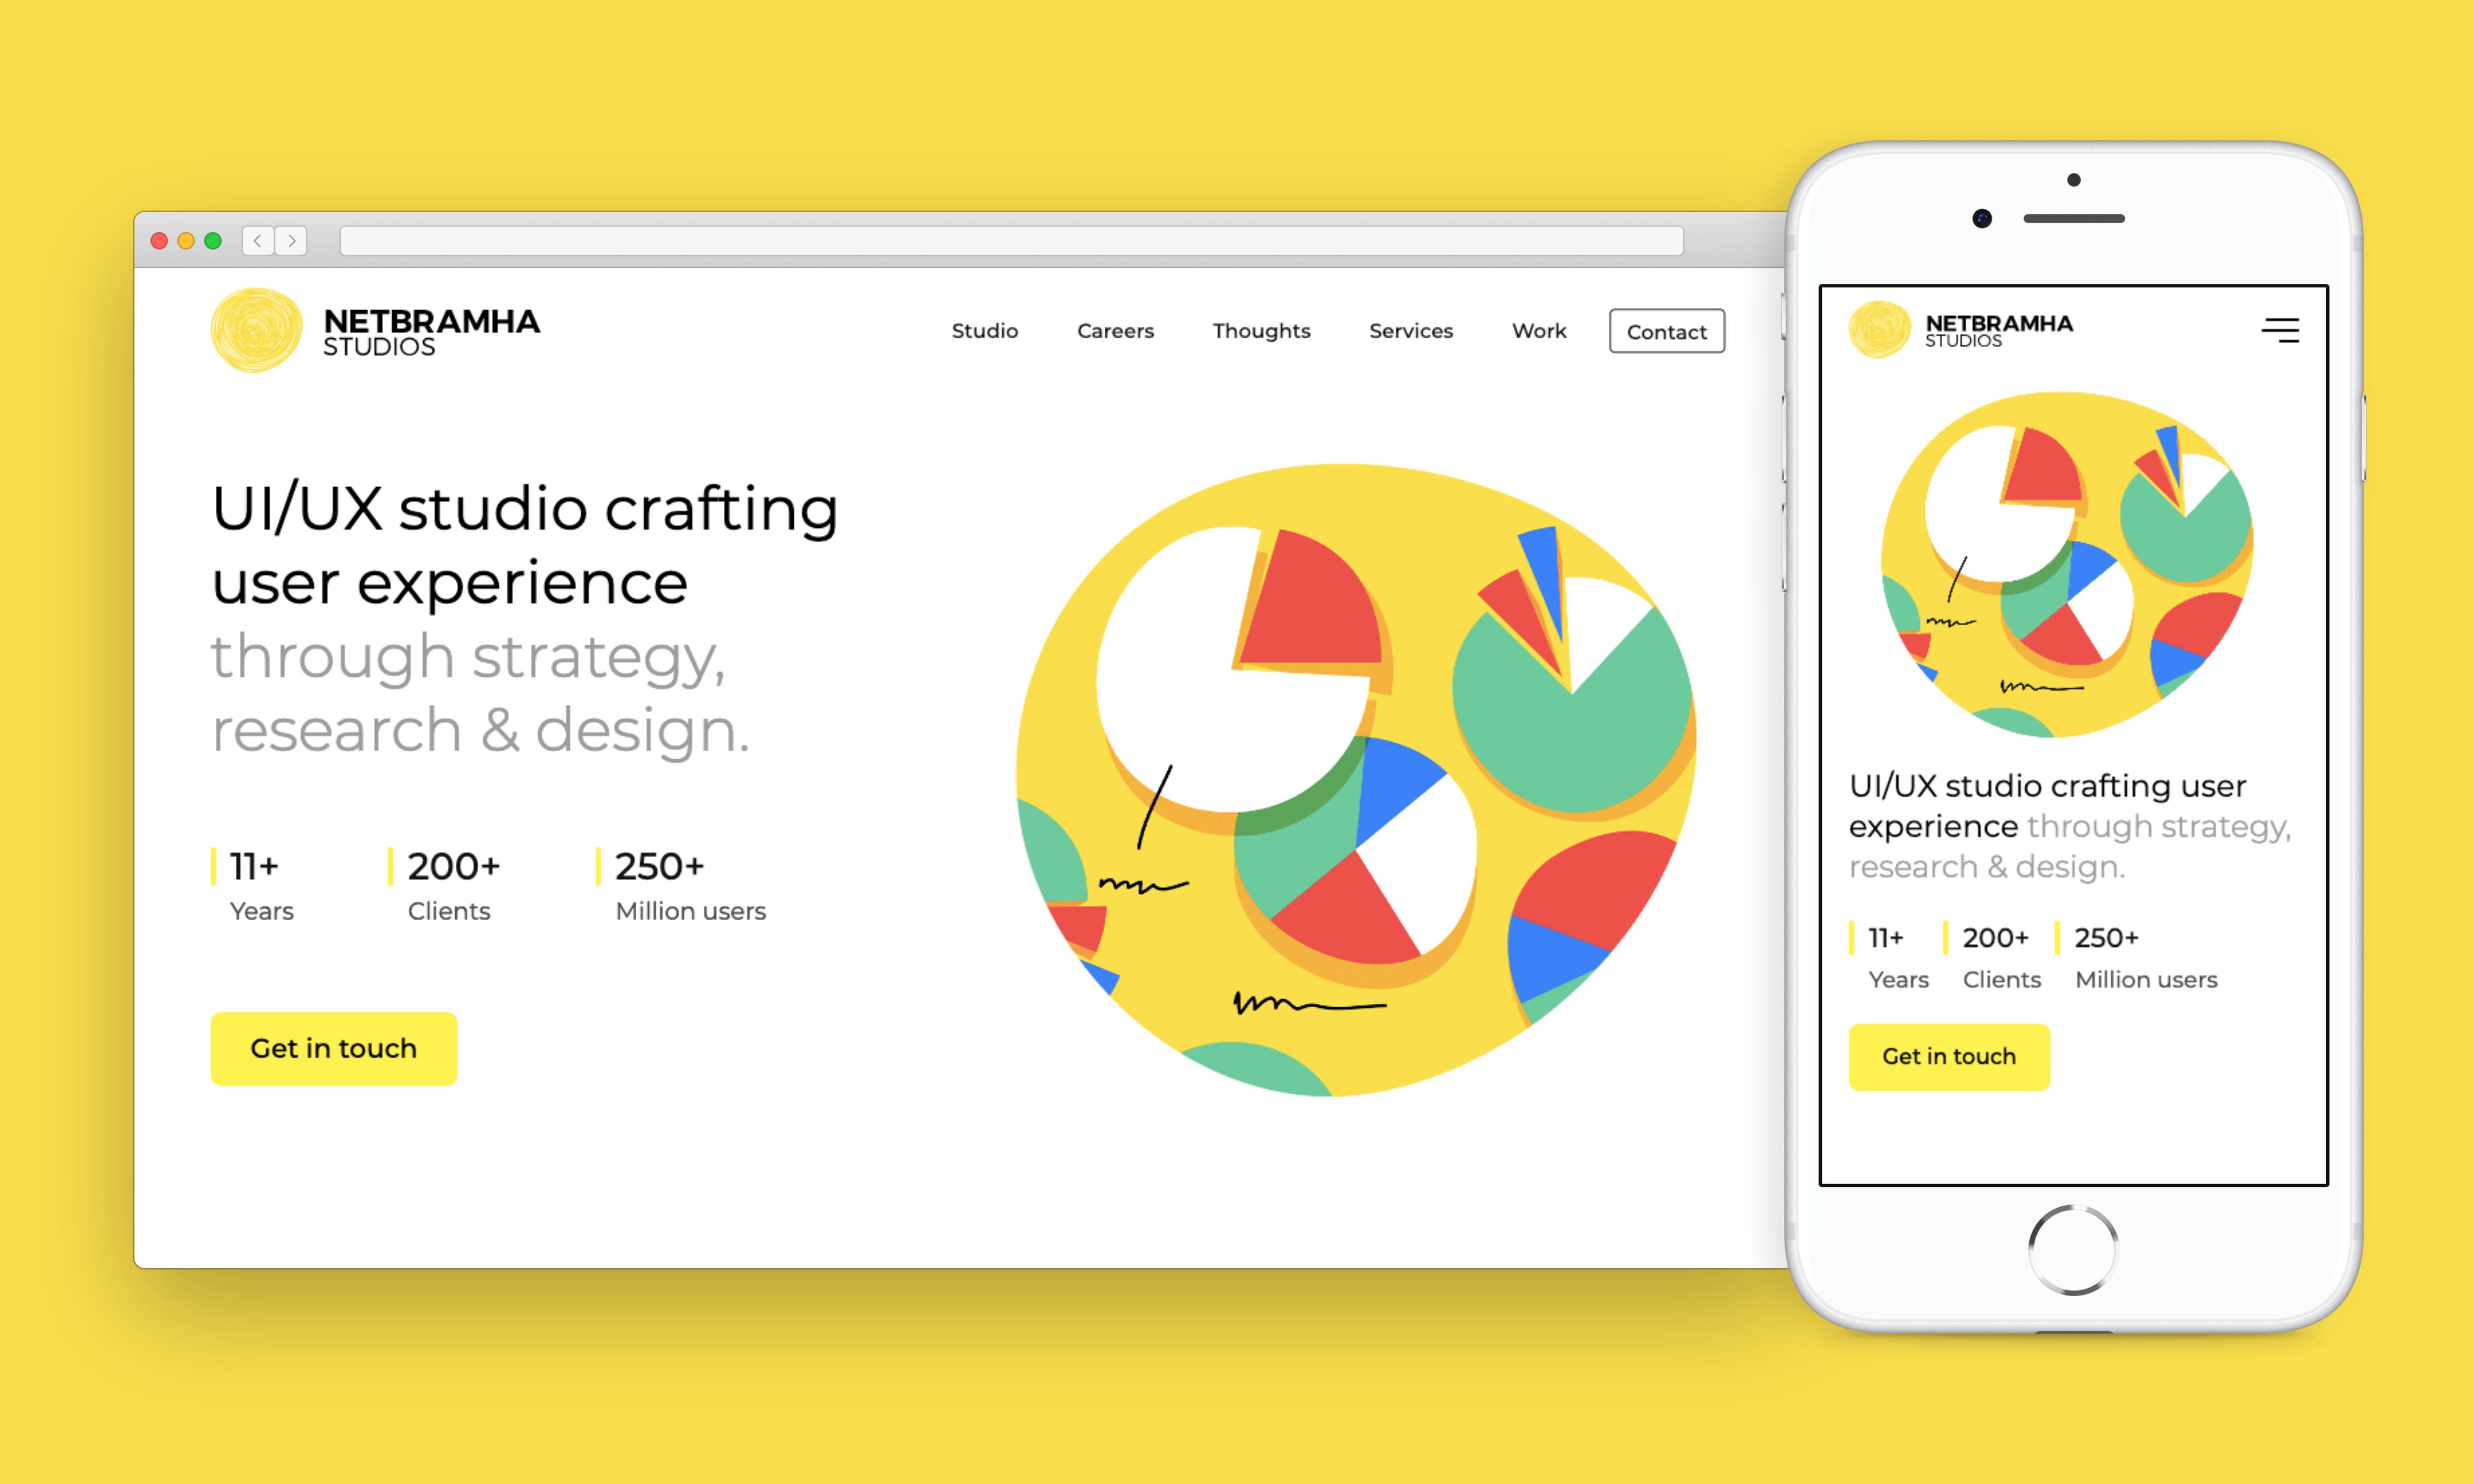 NETBRAMHA
STUDIOS
Studio Careers Thoughts Services Work Contact
UI/UX studio crafting
user experience
through strategy,
research & design.
11+ 200+ 250+
Years Clients Million users
Get in touch
NETBRAMHA
STUDIOS
UI/UX studio crafting user
experience through strategy,
research & design.
11+ 200+ 250+
Years Clients Million users
Get in touch